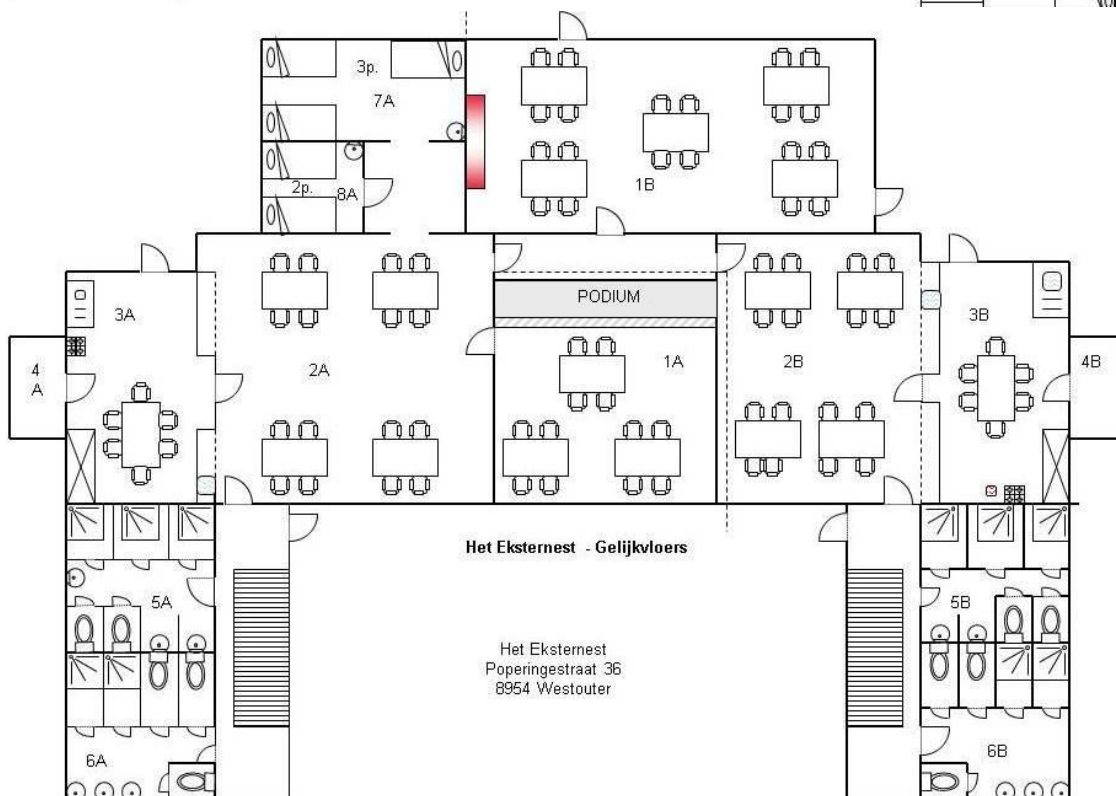 3p.
7A
2p.
8A
1B
PODIUM
3A
3B
4
A
2A
1A
2B
4B
Het Eksternest - Gelijkvloers
5A
5B
Het Eksternest
Poperingestraat 36
8954 Westouter
6A
6B